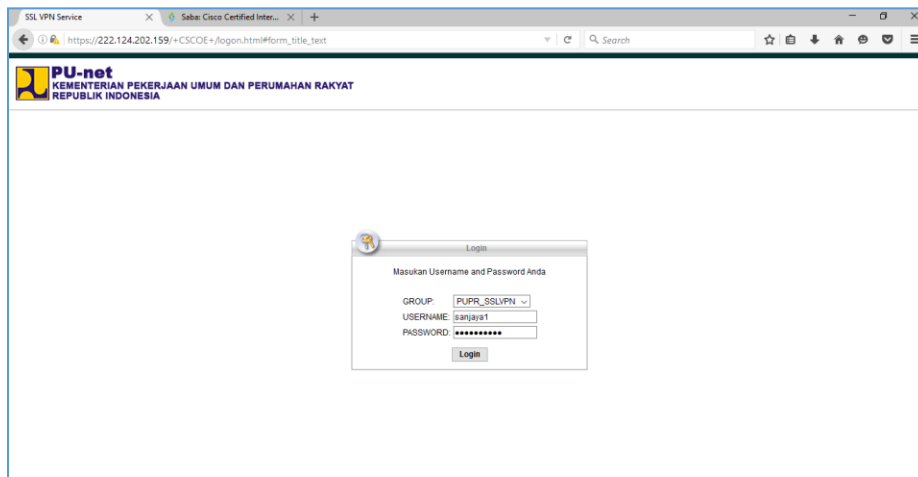 SSL VPN Service
Saba: Cisco Certified Inter...
https://222.124.202.159/+CSCOE+/logon.html#form_title_text
Search
PU-net
KEMENTERIAN PEKERJAAN UMUM DAN PERUMAHAN RAKYAT
REPUBLIK INDONESIA
Login
Masukan Username and Password Anda
GROUP: PUPR_SSLVPN
USERNAME: sanjaya1
PASSWORD: ••••••••••
Login